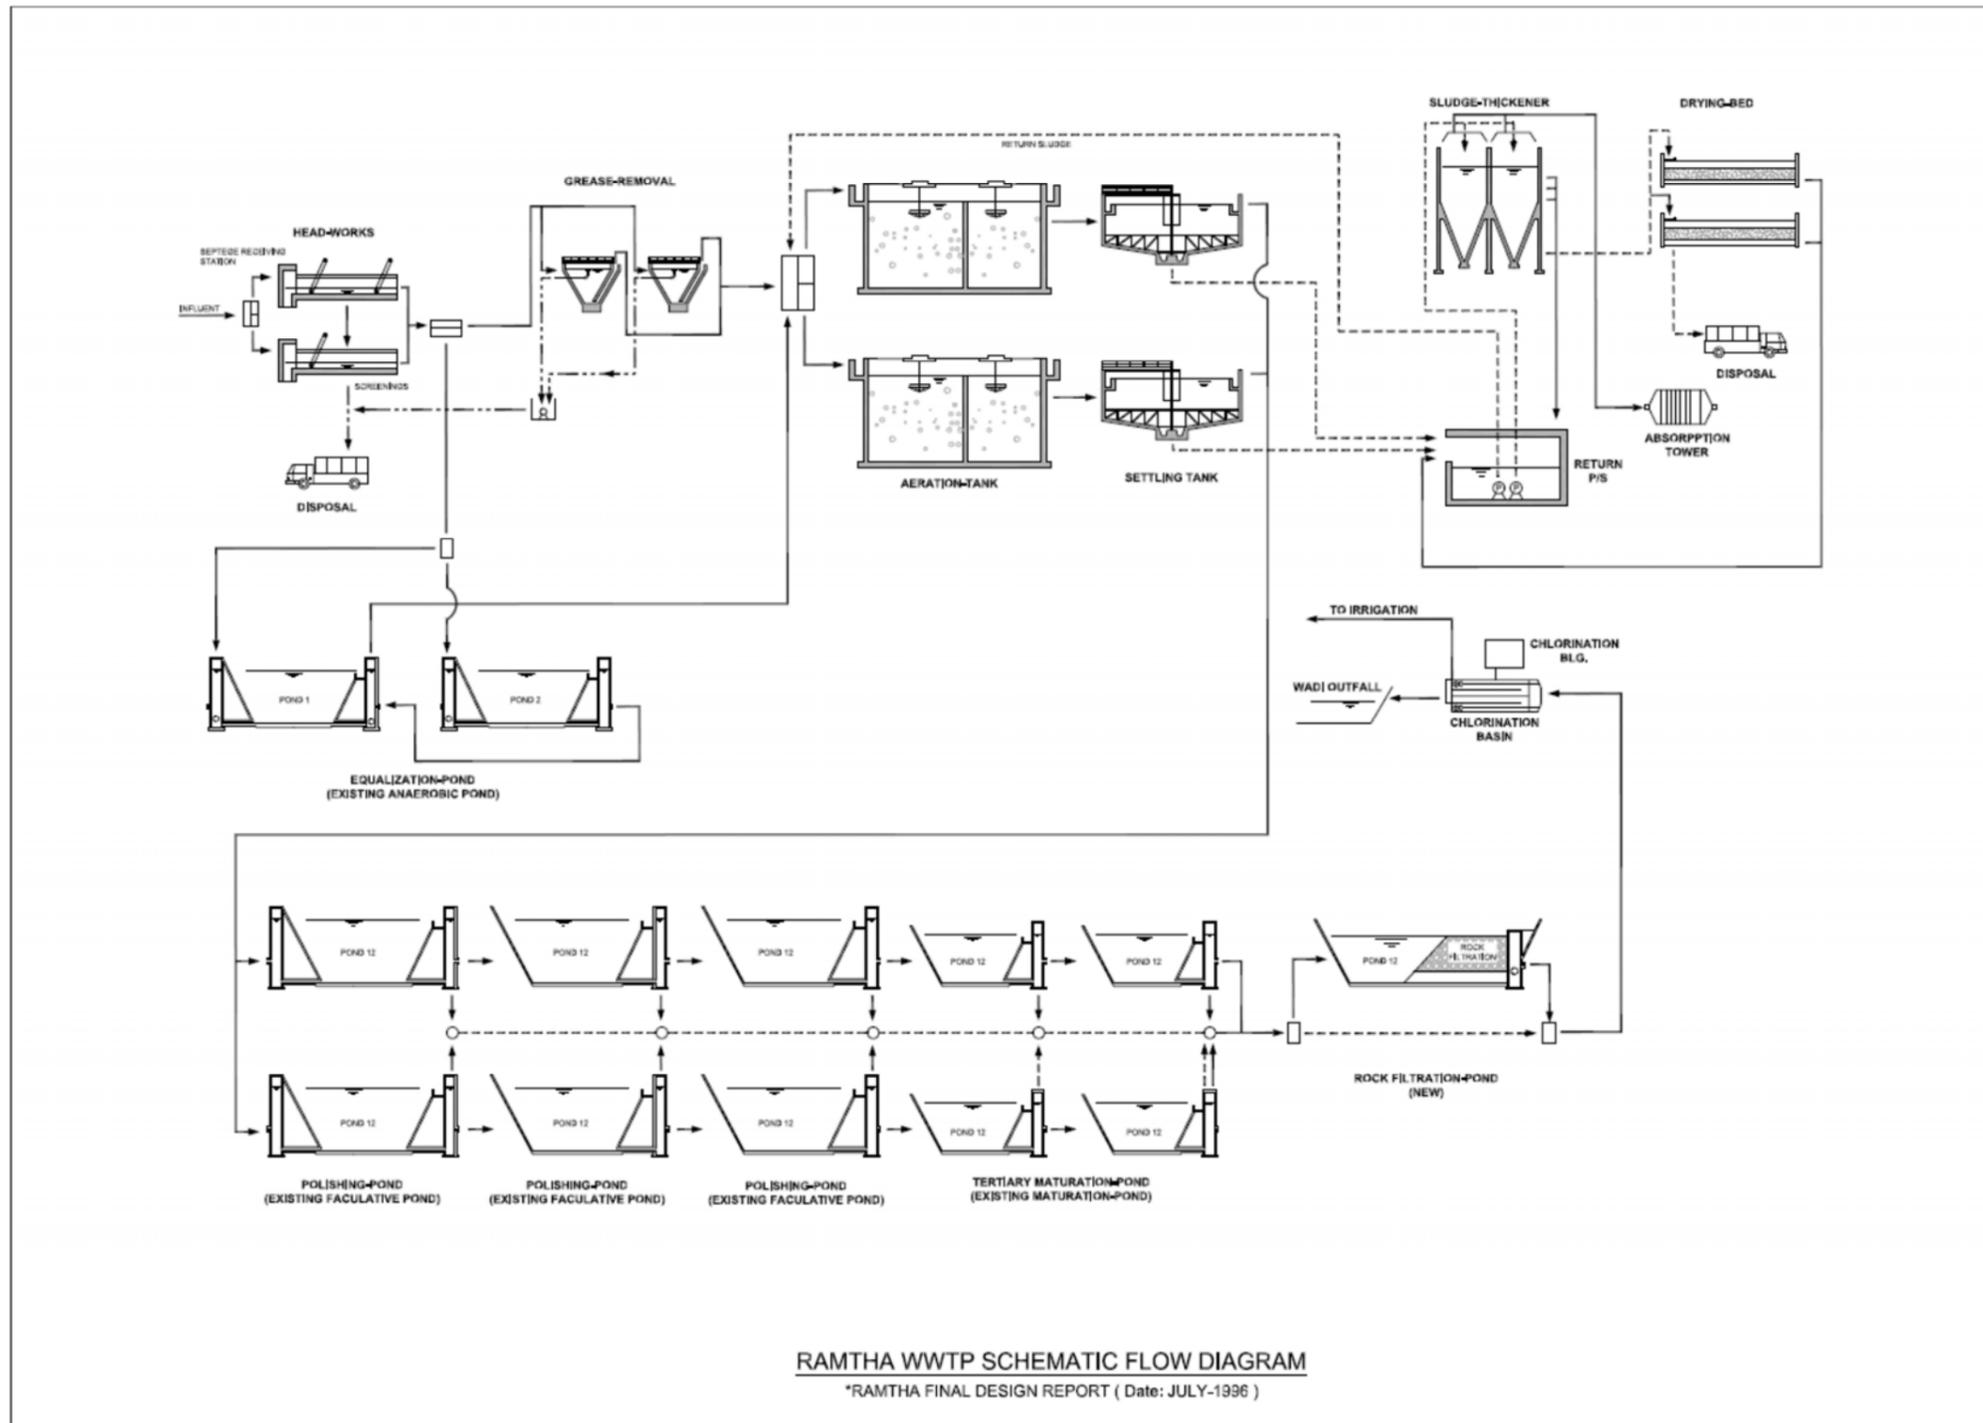 SLUDGE-THICKENER
DRYING-BED
RETURN SLUDGE
GREASE-REMOVAL
HEAD-WORKS
SEPTEGE RECEIVING
STATION
INFLUENT
SCREENINGS
DISPOSAL
AERATION-TANK
SETTLING TANK
DISPOSAL
ABSORPPTION
TOWER
RETURN
P/S
P
P
TO IRRIGATION
CHLORINATION
BLG.
WADI OUTFALL
CHLORINATION
BASIN
POND 1
POND 2
EQUALIZATION-POND
(EXISTING ANAEROBIC POND)
POND 12
POND 12
POND 12
POND 12
POND 12
POND 12
ROCK
FILTRATION
ROCK FILTRATION-POND
(NEW)
POND 12
POND 12
POND 12
POND 12
POND 12
POLISHING-POND
(EXISTING FACULATIVE POND)
POLISHING-POND
(EXISTING FACULATIVE POND)
POLISHING-POND
(EXISTING FACULATIVE POND)
TERTIARY MATURATION-POND
(EXISTING MATURATION-POND)
RAMTHA WWTP SCHEMATIC FLOW DIAGRAM
*RAMTHA FINAL DESIGN REPORT ( Date: JULY-1996 )